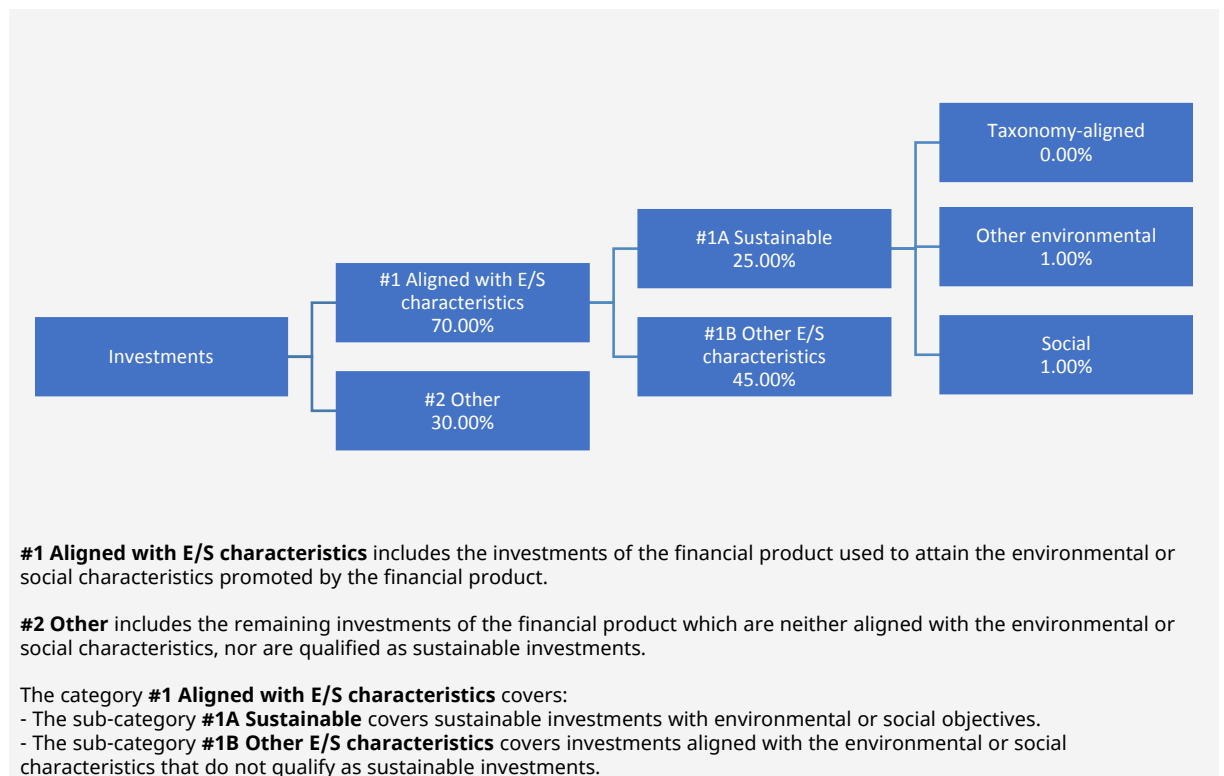 Investments
#1 Aligned with E/S
characteristics
70.00%
#2 Other
30.00%
#1A Sustainable
25.00%
#1B Other E/S
characteristics
45.00%
Taxonomy-aligned
0.00%
Other environmental
1.00%
Social
1.00%
#1 Aligned with E/S characteristics includes the investments of the financial product used to attain the environmental or
social characteristics promoted by the financial product.
#2 Other includes the remaining investments of the financial product which are neither aligned with the environmental or
social characteristics, nor are qualified as sustainable investments.
The category #1 Aligned with E/S characteristics covers:
- The sub-category #1A Sustainable covers sustainable investments with environmental or social objectives.
- The sub-category #1B Other E/S characteristics covers investments aligned with the environmental or social
characteristics that do not qualify as sustainable investments.